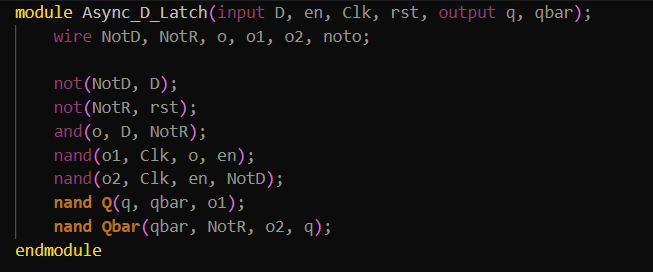 module Async_D_Latch(input D, en, Clk, rst, output q, qbar);
wire NotD, NotR, o, o1, o2, noto;
not(NotD, D);
not(NotR, rst);
and(o, D, NotR);
nand(o1, Clk, o, en);
nand(o2, Clk, en, NotD);
nand Q(q, qbar, o1);
nand Qbar(qbar, NotR, o2, q);
endmodule